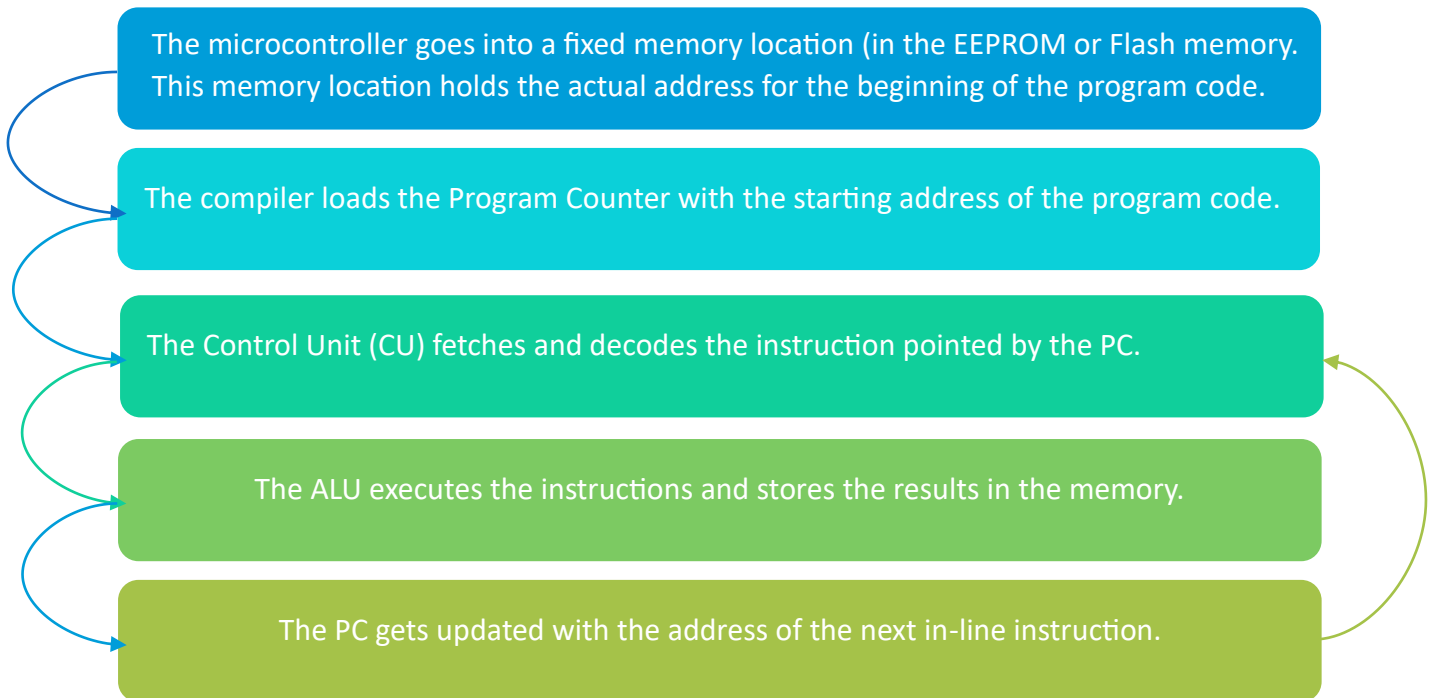 The microcontroller goes into a fixed memory location (in the EEPROM or Flash memory.
This memory location holds the actual address for the beginning of the program code.
The compiler loads the Program Counter with the starting address of the program code.
The Control Unit (CU) fetches and decodes the instruction pointed by the PC.
The ALU executes the instructions and stores the results in the memory.
The PC gets updated with the address of the next in-line instruction.